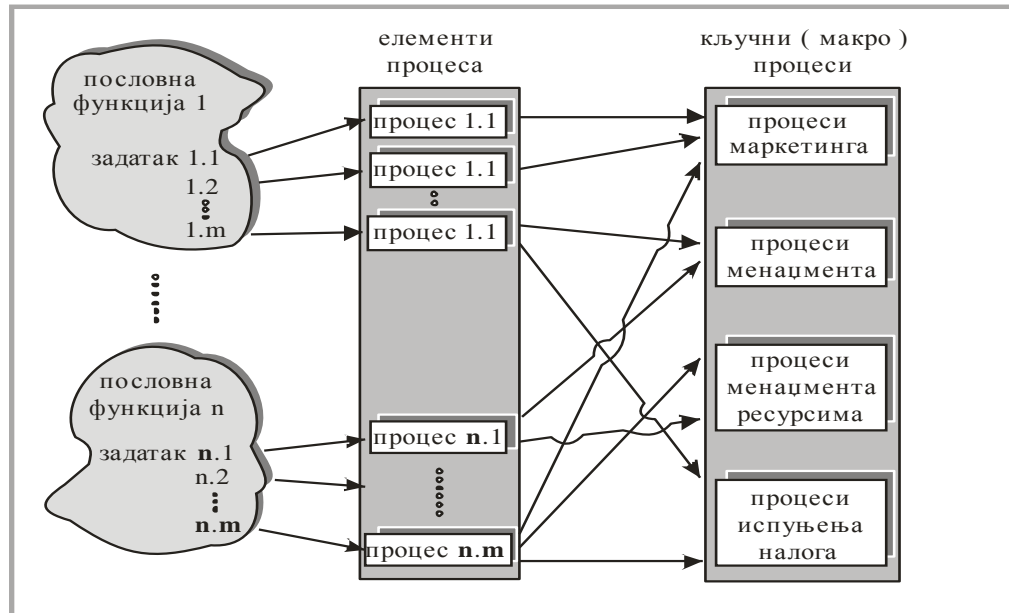 елементи
процеса
кључни ( макро )
процеси
пословна
функција 1
задатак 1.1
1.2
1.m
процес 1.1
процес 1.1
процес 1.1
процеси
маркетинга
процеси
менаџмента
процеси
менаџмента
ресурсима
процеси
испуњења
налога
пословна
функција n
задатак n.1
n.2
n.m
процес n.1
процес n.m